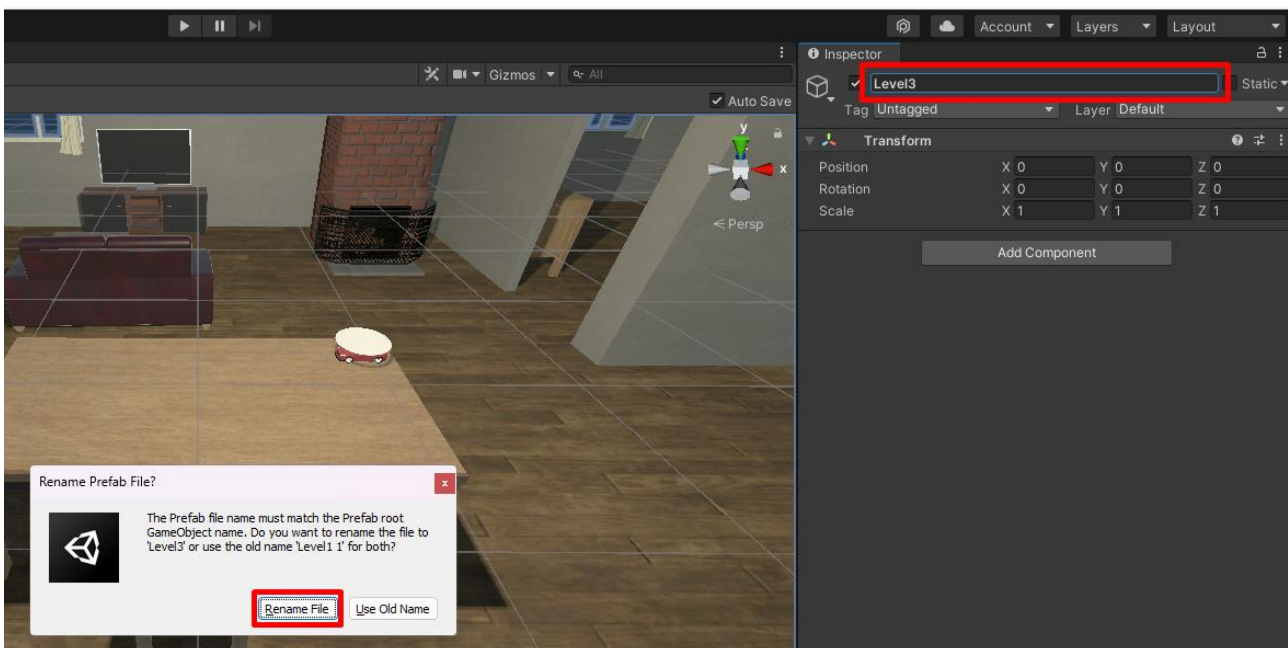 Account Layers Layout
Inspector
Gizmos All
Level3 Static
Auto Save
Tag Untagged Layer Default
Transform
Position X 0 Y 0 Z 0
Rotation X 0 Y 0 Z 0
Scale X 1 Y 1 Z 1
y
x
< Persp
Add Component
Rename Prefab File?
x
The Prefab file name must match the Prefab root
GameObject name. Do you want to rename the file to
'Level3' or use the old name 'Level1 1' for both?
Rename File Use Old Name